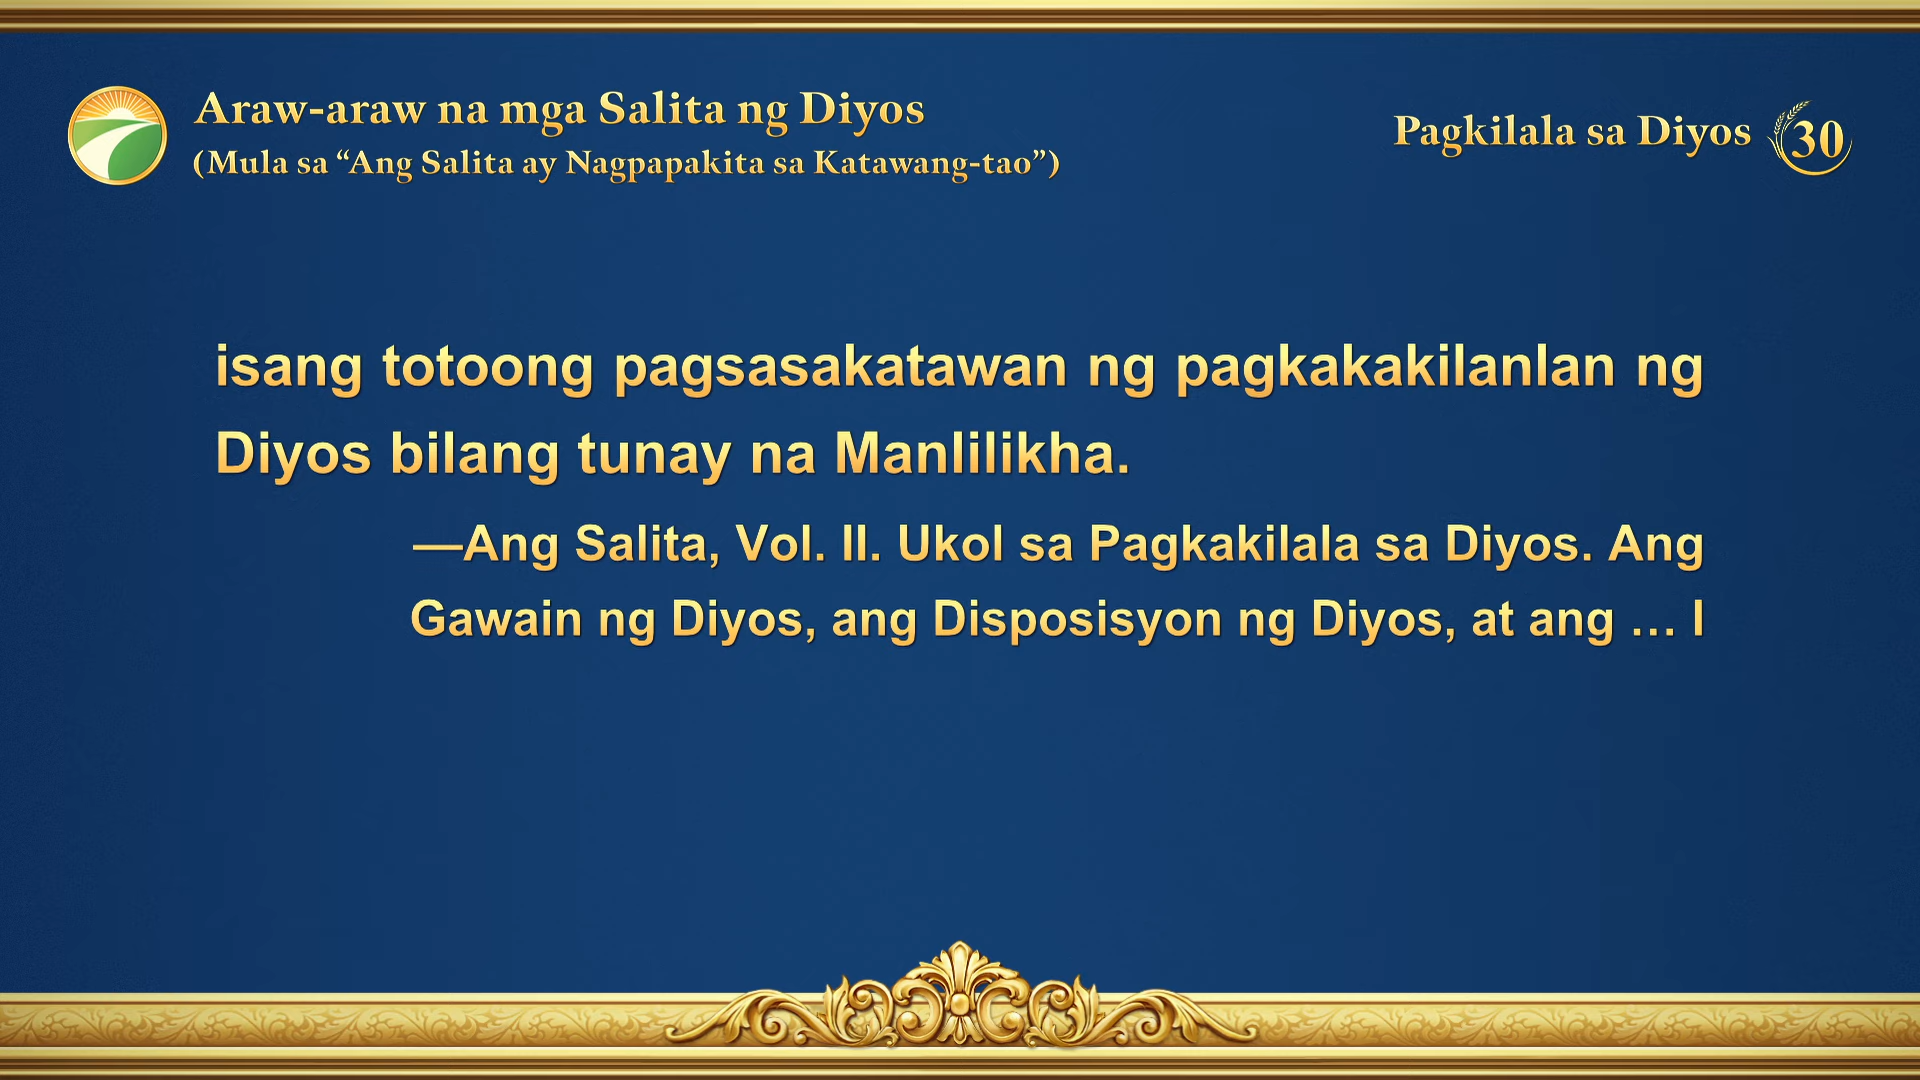 Araw-araw na mga Salita ng Diyos
(Mula sa “Ang Salita ay Nagpapakita sa Katawang-tao”)
Pagkilala sa Diyos 30
isang totoong pagsasakatawan ng pagkakakilanlan ng
Diyos bilang tunay na Manlilikha.
—Ang Salita, Vol. II. Ukol sa Pagkakilala sa Diyos. Ang
Gawain ng Diyos, ang Disposisyon ng Diyos, at ang … I